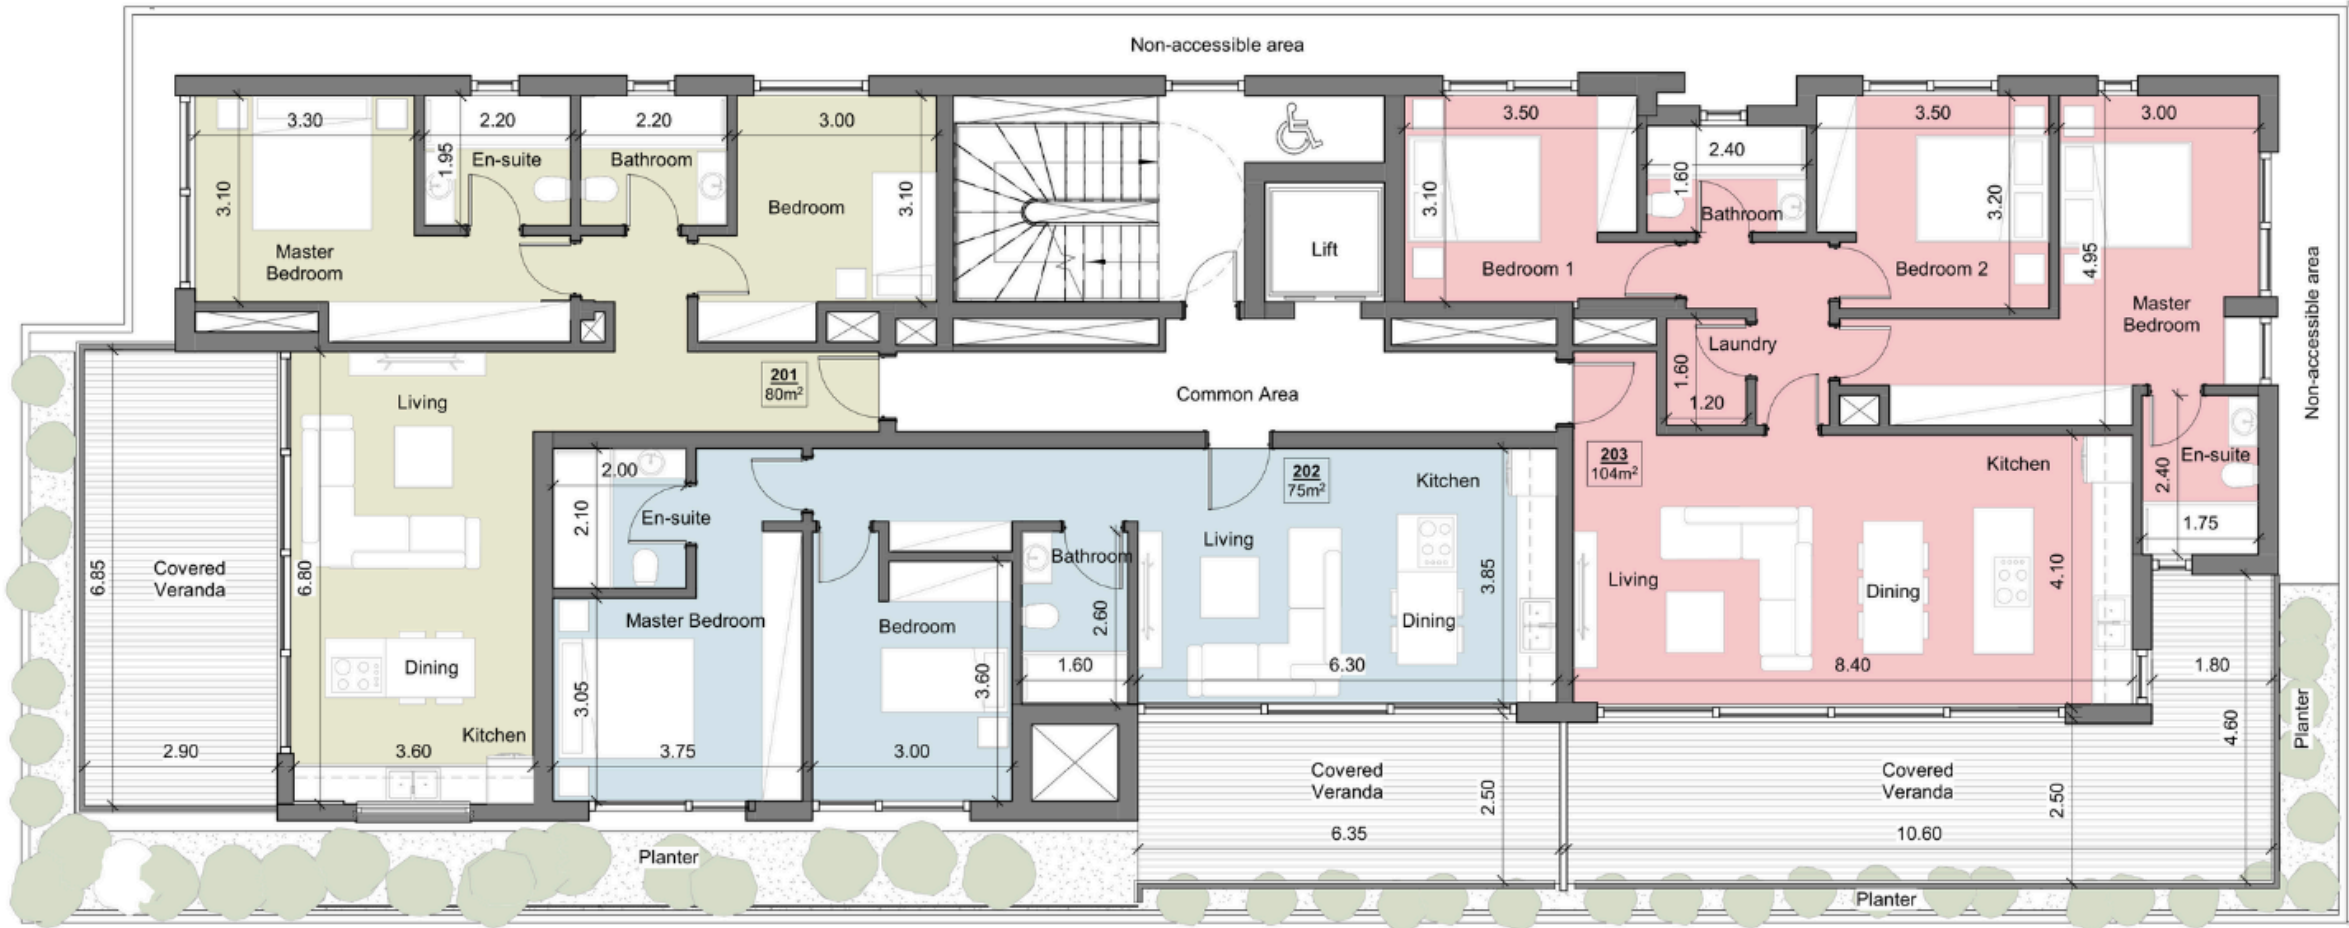 Non-accessible area
3.30
2.20
2.20
3.00
3.50
2.40
3.50
3.00
1.95
En-suite
Bathroom
3.10
Master
Bedroom
Bedroom
3.10
Lift
3.10
Bedroom 1
1.60
Bathroom
3.20
Bedroom 2
4.95
Master
Bedroom
Non-accessible area
Living
201
80m²
Common Area
Laundry
1.60
1.20
2.00
2.10
En-suite
202
75m²
Kitchen
203
104m²
Kitchen
En-suite
2.40
1.75
6.85
Covered
Veranda
6.80
Living
Bathroom
3.85
Living
4.10
Dining
Master Bedroom
Bedroom
2.60
Dining
Dining
3.05
3.60
1.60
6.30
8.40
1.80
2.90
3.60
Kitchen
3.75
3.00
4.60
Planter
Covered
Veranda
2.50
6.35
Covered
Veranda
2.50
10.60
Planter
Planter